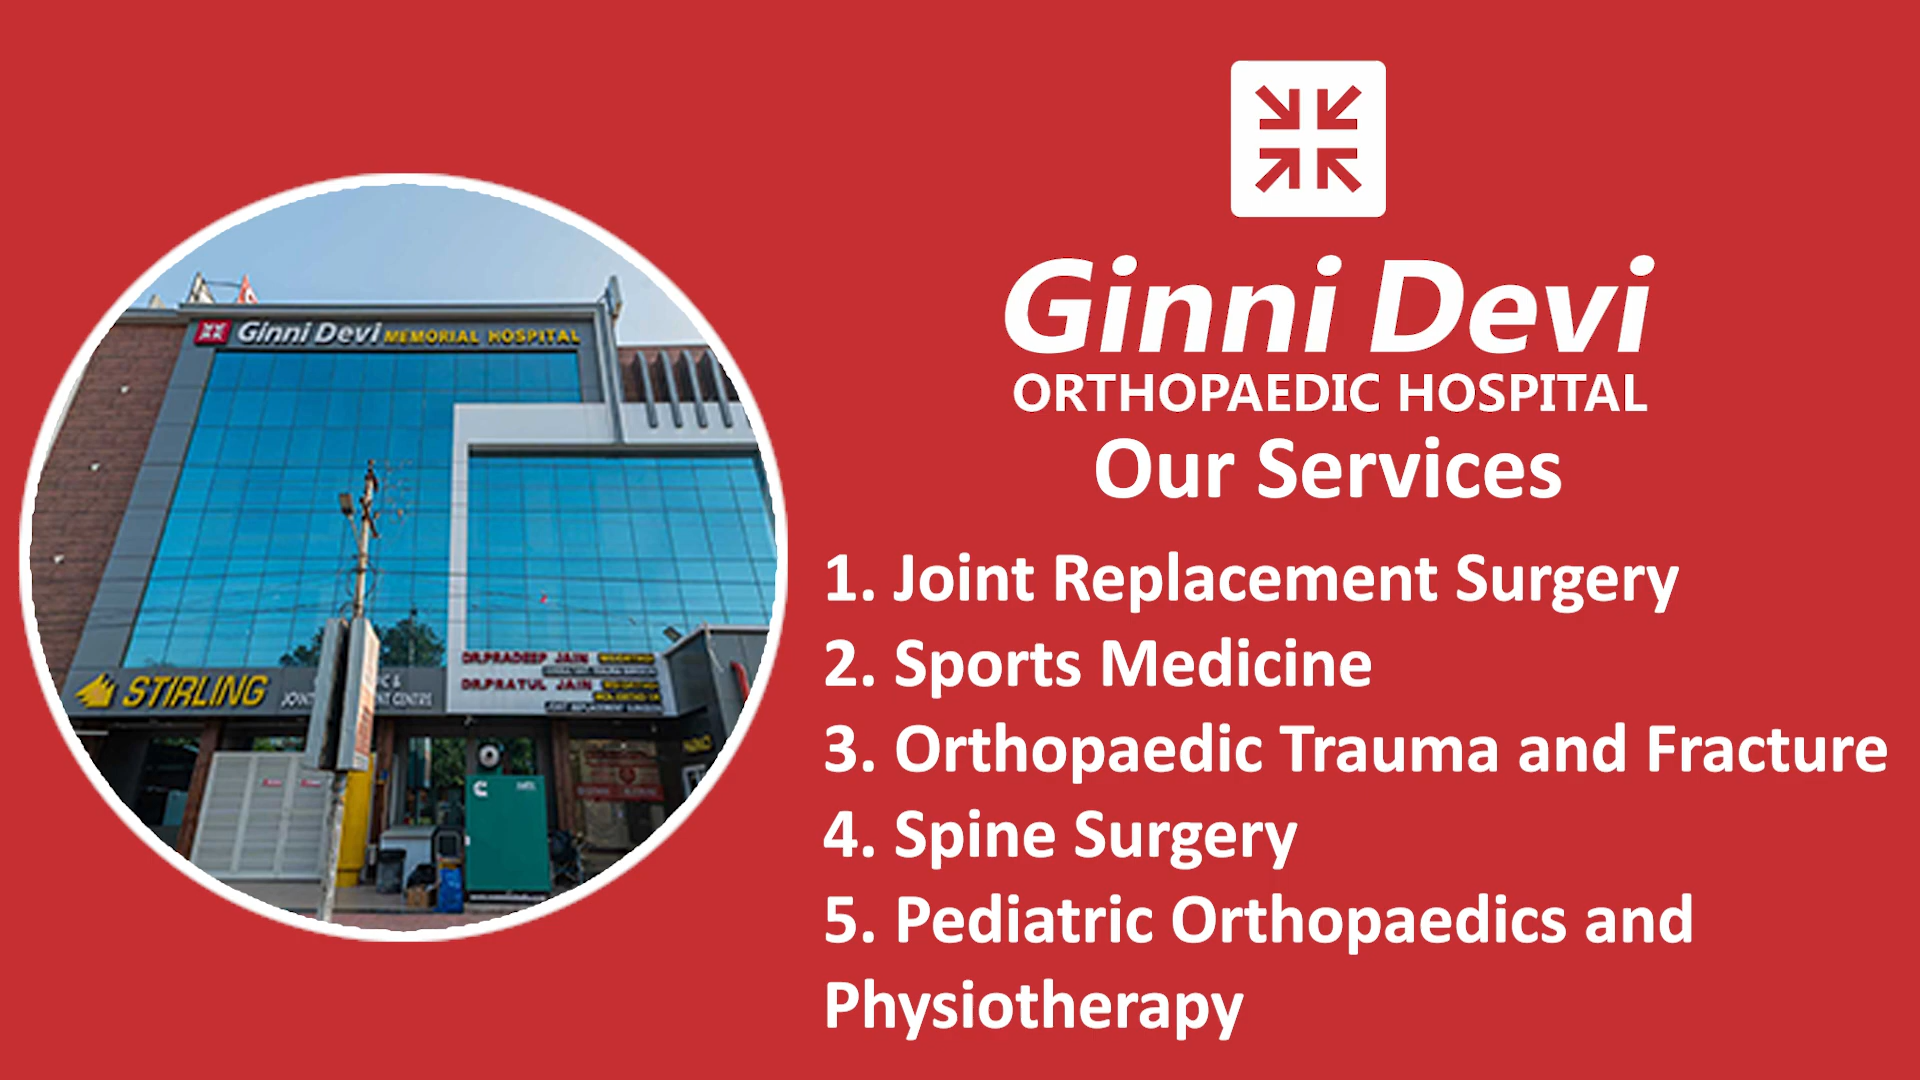 Ginni Devi
ORTHOPAEDIC HOSPITAL
Our Services
1. Joint Replacement Surgery
2. Sports Medicine
3. Orthopaedic Trauma and Fracture
4. Spine Surgery
5. Pediatric Orthopaedics and
Physiotherapy
Ginni Devi MEMORIAL HOSPITAL
DR.PRADEEP JAIN
DR.PRATUL JAIN
STIRLING